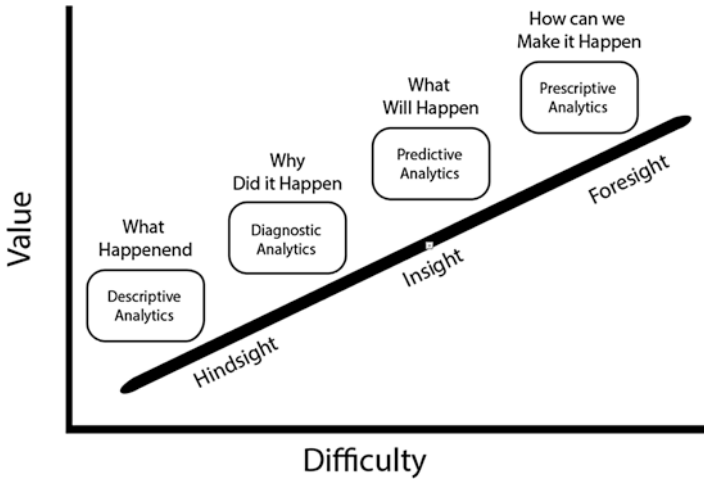 How can we
Make it Happen
Prescriptive
Analytics
What
Will Happen
Predictive
Analytics
Why
Did it Happen
Diagnostic
Analytics
What
Happenend
Descriptive
Analytics
Hindsight
Insight
Foresight
Value
Difficulty